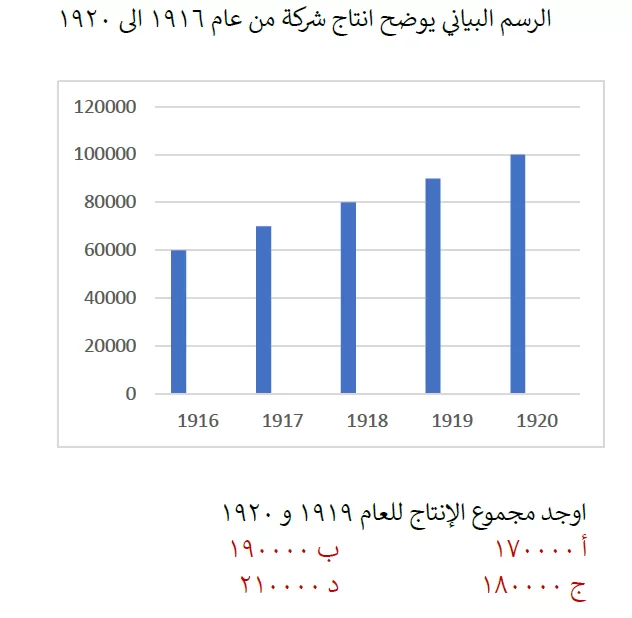 الرسم البياني يوضح انتاج شركة من عام ١٩١٦ الى ١٩٢٠
120000
100000
80000
60000
40000
20000
0
1916 1917 1918 1919 1920
اوجد مجموع الإنتاج للعام ١٩١٩ و ١٩٢٠
أ ١٧٠٠٠٠ ب ١٩٠٠٠٠
ج ١٨٠٠٠٠ د ٢١٠٠٠٠